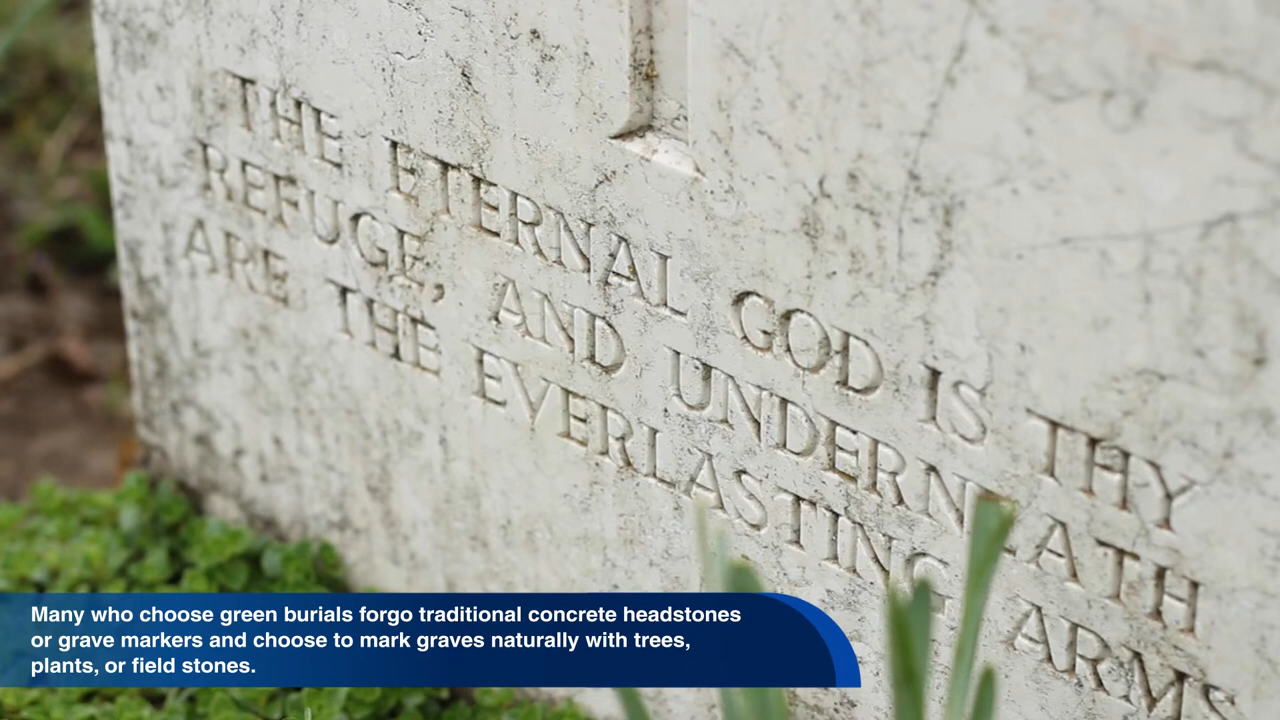 THE ETERNAL GOD IS THY
REFUGE, AND UNDERNEATH
ARE THE EVERLASTING ARMS
Many who choose green burials forgo traditional concrete headstones
or grave markers and choose to mark graves naturally with trees,
plants, or field stones.